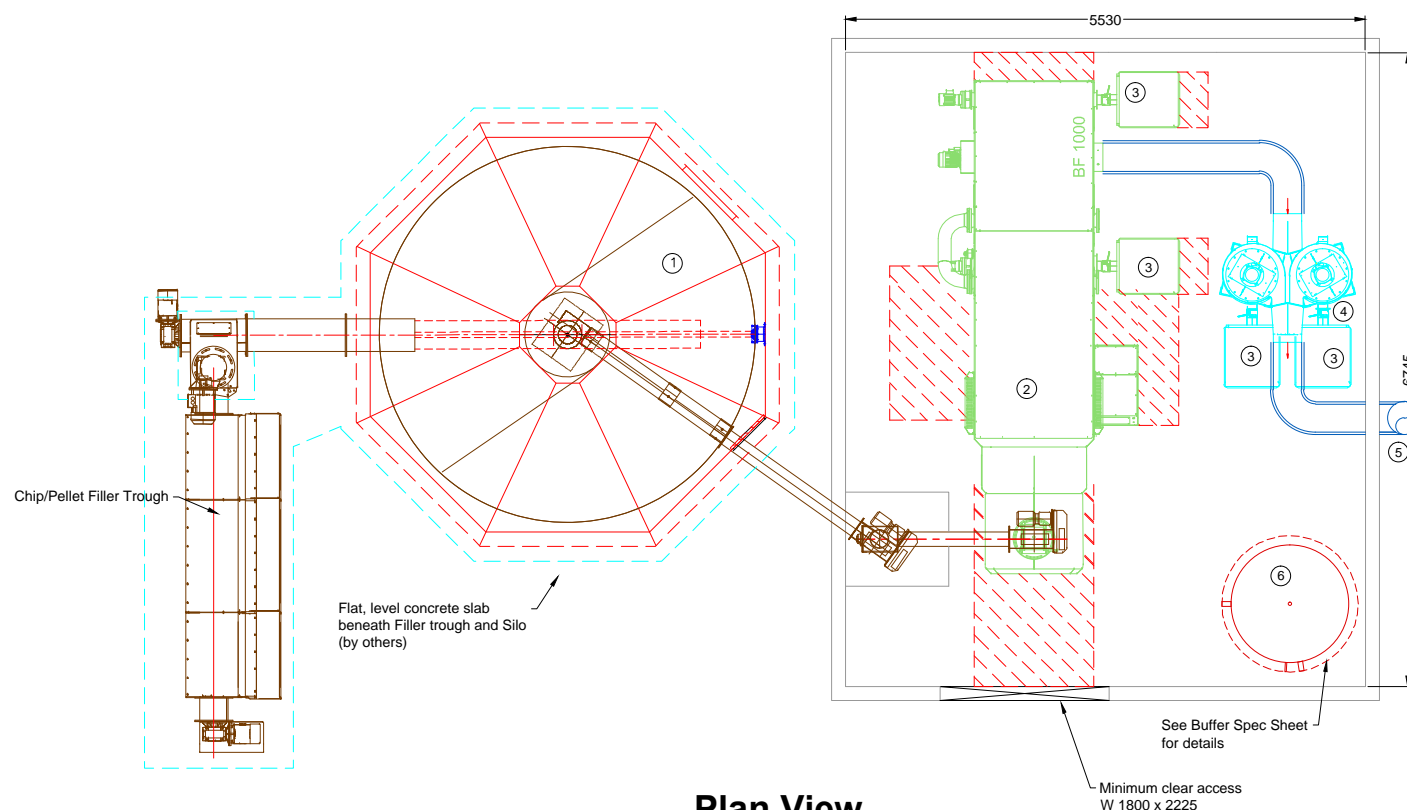 5530
3
BF 1000
1
3
4
3
3
6745
2
5
Chip/Pellet Filler Trough
6
Flat, level concrete slab
beneath Filler trough and Silo
(by others)
See Buffer Spec Sheet
for details
Minimum clear access
W 1800 x 2225
Plan View